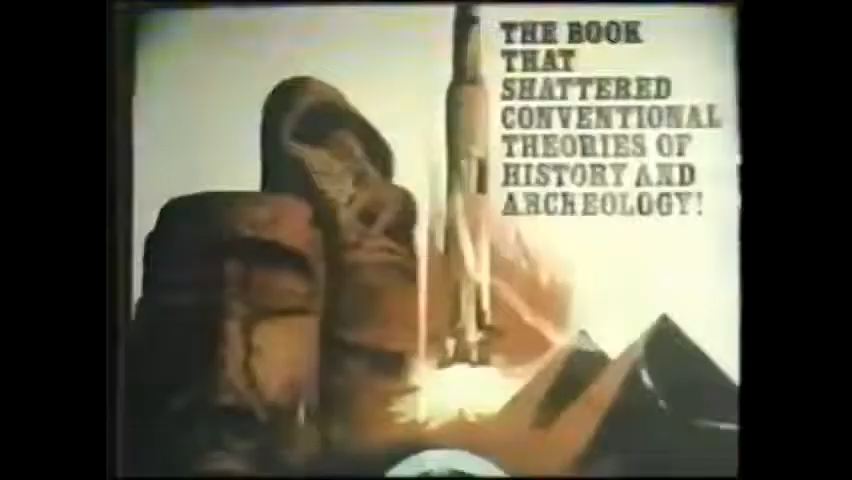 THE BOOK
THAT
SHATTERED
CONVENTIONAL
THEORIES OF
HISTORY AND
ARCHEOLOGY!